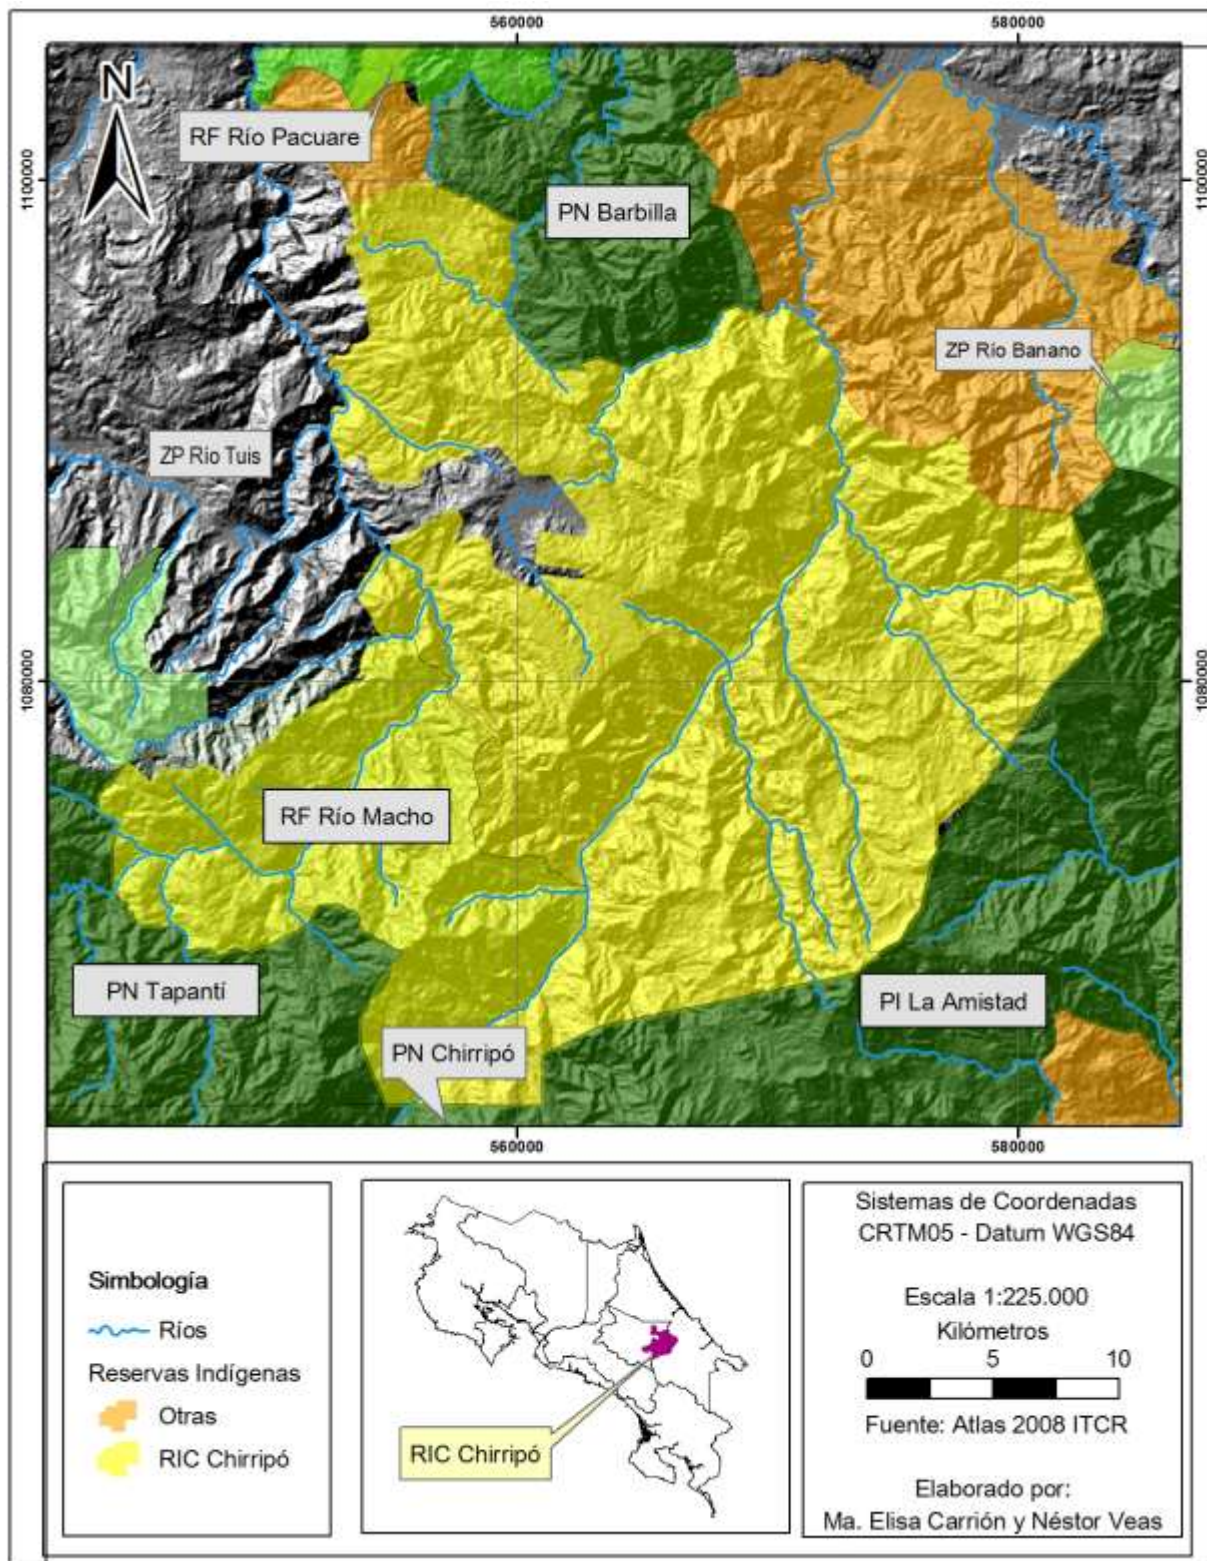 560000
580000
N
RF Río Pacuare
1100000
1100000
PN Barbilla
ZP Río Banano
ZP Río Tuis
1080000
1080000
RF Río Macho
PN Tapantí
PI La Amistad
PN Chirripó
560000
580000
Simbología
Ríos
Reservas Indígenas
Otras
RIC Chirripó
RIC Chirripó
Sistemas de Coordenadas
CRTM05 - Datum WGS84
Escala 1:225.000
Kilómetros
0 5 10
Fuente: Atlas 2008 ITCR
Elaborado por:
Ma. Elisa Carrión y Néstor Veas